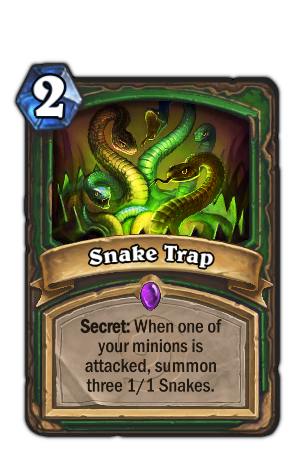 2
Snake Trap
Secret: When one of
your minions is
attacked, summon
three 1/1 Snakes.